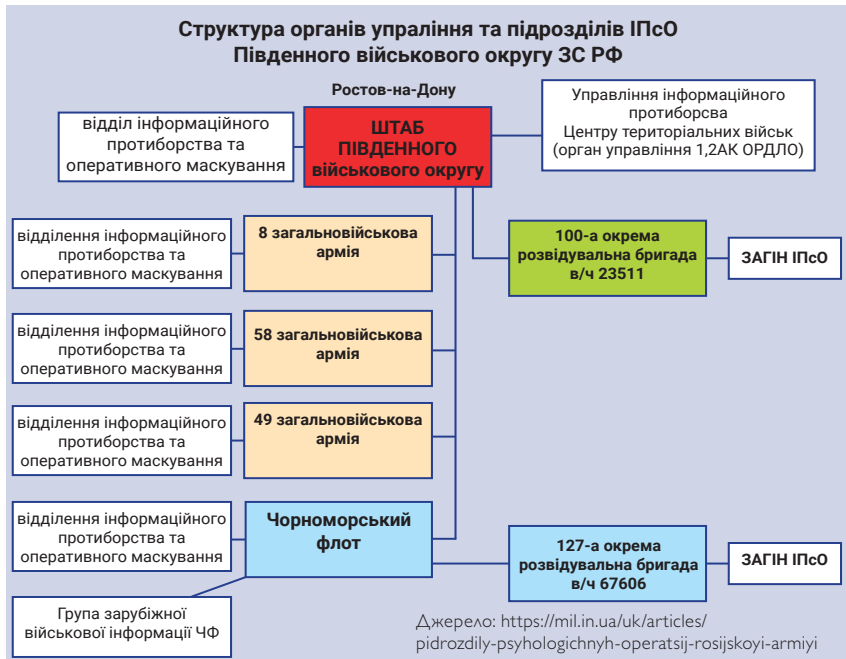 Структура органів упраління та підрозділів ІПсО
Південного військового округу ЗС РФ
Ростов-на-Дону
відділ інформаційного
протиборства та
оперативного маскування
ШТАБ
ПІВДЕННОГО
військового округу
Управління інформаційного
протиборсва
Центру територіальних військ
(орган управління 1,2АК ОРДЛО)
відділення інформаційного
протиборства та
оперативного маскування
8 загальновійськова
армія
100-а окрема
розвідувальна бригада
в/ч 23511
ЗАГІН ІПсО
відділення інформаційного
протиборства та
оперативного маскування
58 загальновійськова
армія
відділення інформаційного
протиборства та
оперативного маскування
49 загальновійськова
армія
відділення інформаційного
протиборства та
оперативного маскування
Чорноморський
флот
127-а окрема
розвідувальна бригада
в/ч 67606
ЗАГІН ІПсО
Група зарубіжної
військової інформації ЧФ
Джерело: https://mil.in.ua/uk/articles/
pidrozdily-psyhologichnyh-operatsij-rosijskoyi-armiyi